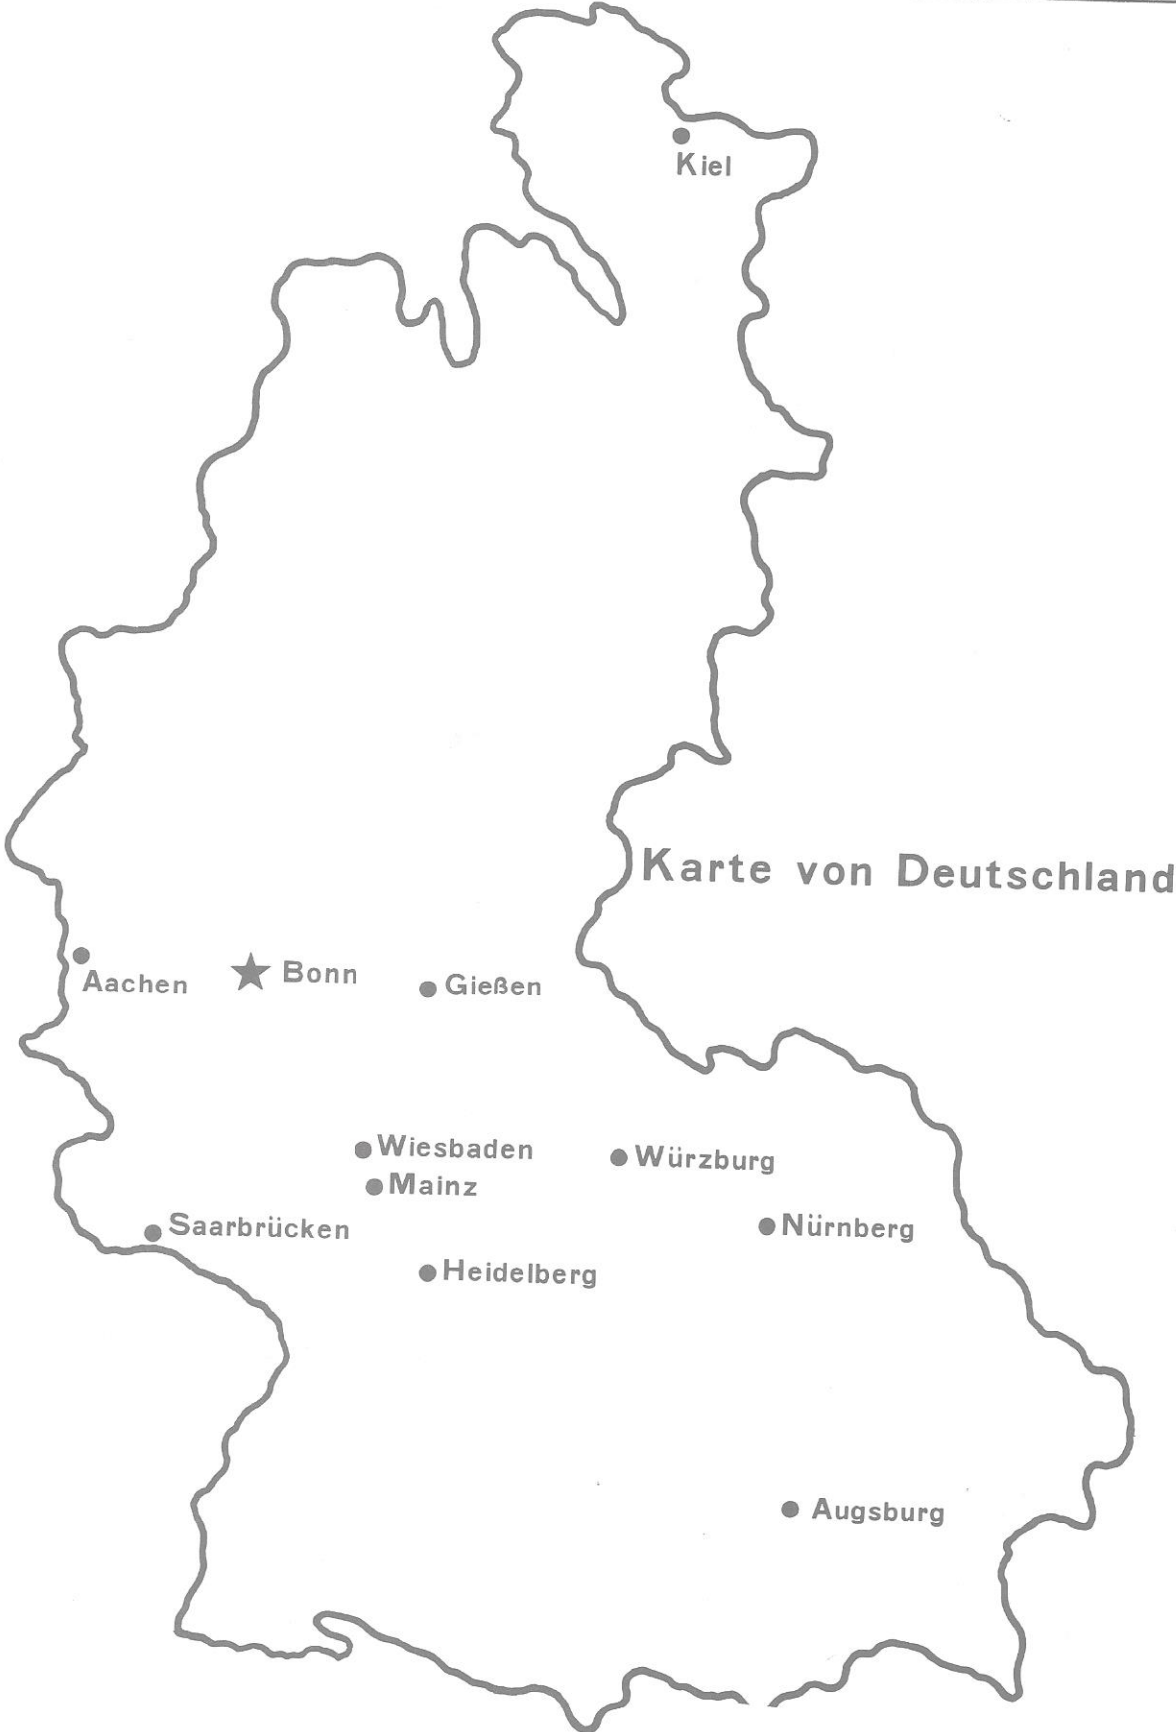 Kiel
Karte von Deutschland
Aachen
Bonn
Gießen
Wiesbaden
Würzburg
Mainz
Saarbrücken
Nürnberg
Heidelberg
Augsburg